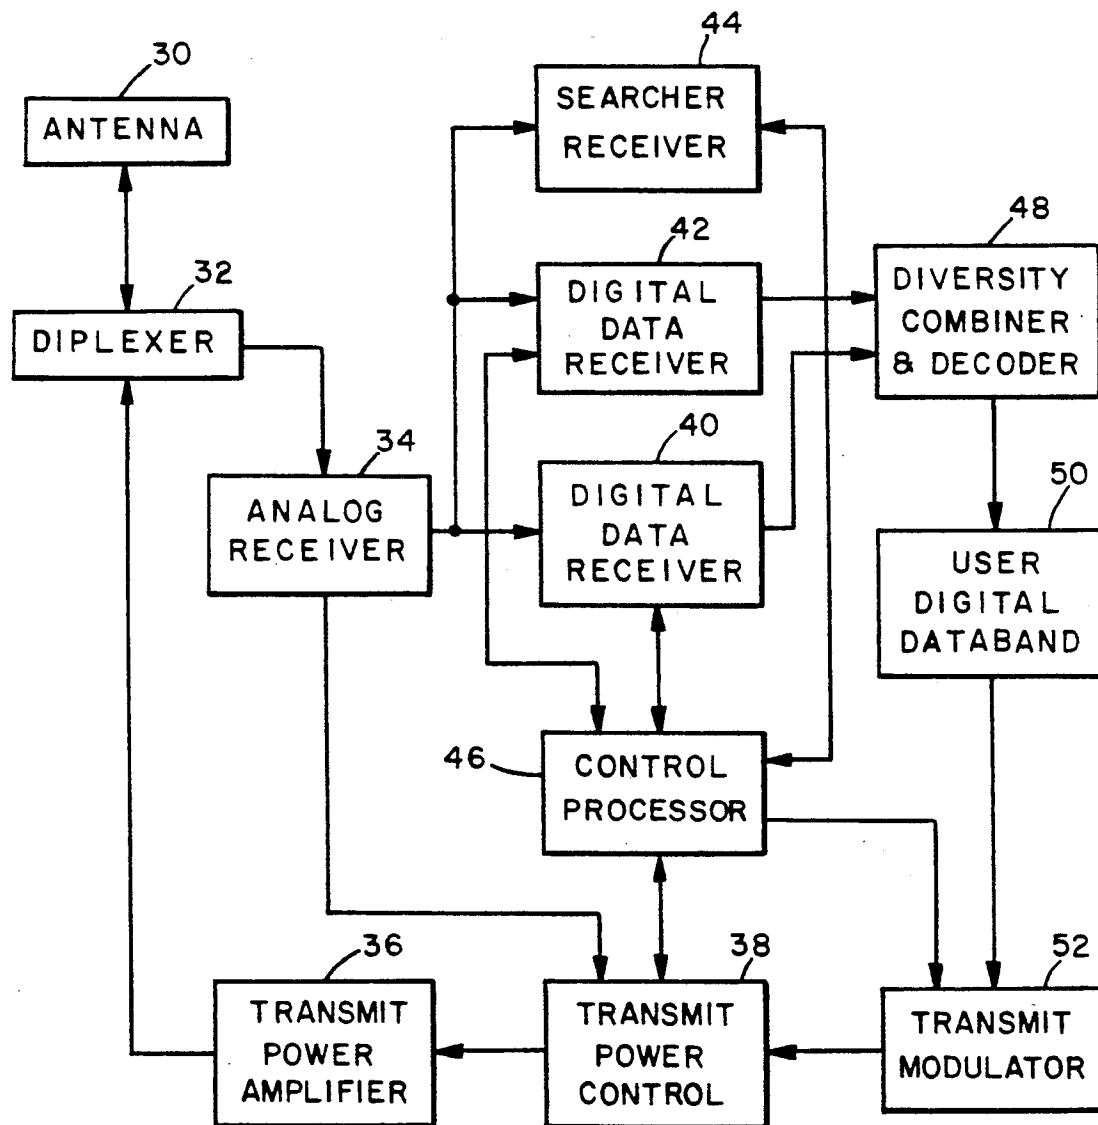 44
30
SEARCHER
RECEIVER
ANTENNA
42
48
32
DIGITAL
DATA
RECEIVER
DIVERSITY
COMBINER
& DECODER
DIPLEXER
34
40
50
ANALOG
RECEIVER
DIGITAL
DATA
RECEIVER
USER
DIGITAL
DATABAND
46
CONTROL
PROCESSOR
36
38
52
TRANSMIT
POWER
AMPLIFIER
TRANSMIT
POWER
CONTROL
TRANSMIT
MODULATOR